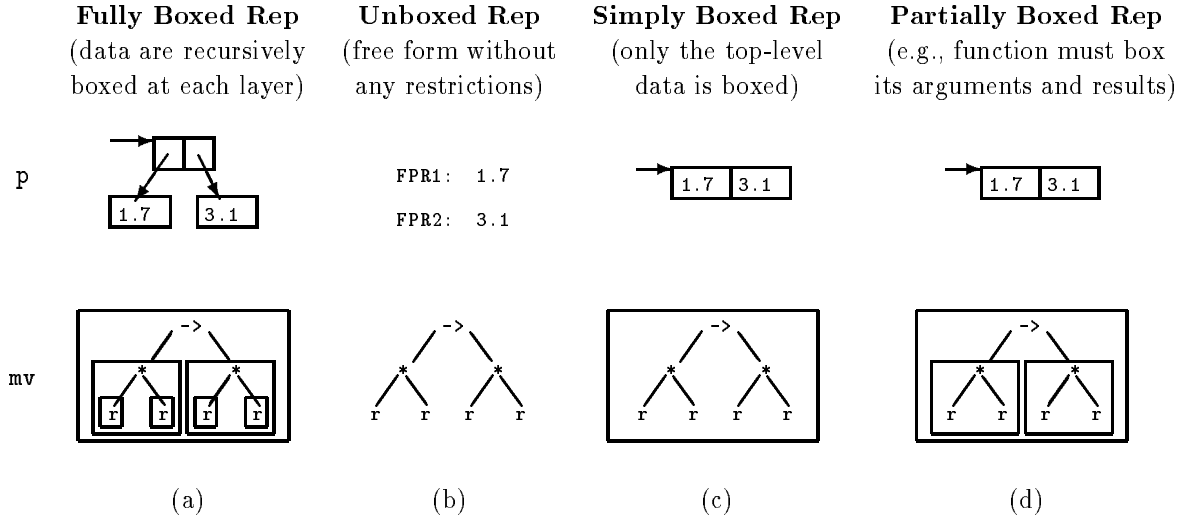 Fully Boxed Rep
(data are recursively
boxed at each layer)
Unboxed Rep
(free form without
any restrictions)
Simply Boxed Rep
(only the top-level
data is boxed)
Partially Boxed Rep
(e.g., function must box
its arguments and results)
p
1.7 3.1
FPR1: 1.7
FPR2: 3.1
1.7 3.1
1.7 3.1
mv
->
* *
r r r r
->
* *
r r r r
->
* *
r r r r
->
* *
r r r r
(a) (b) (c) (d)